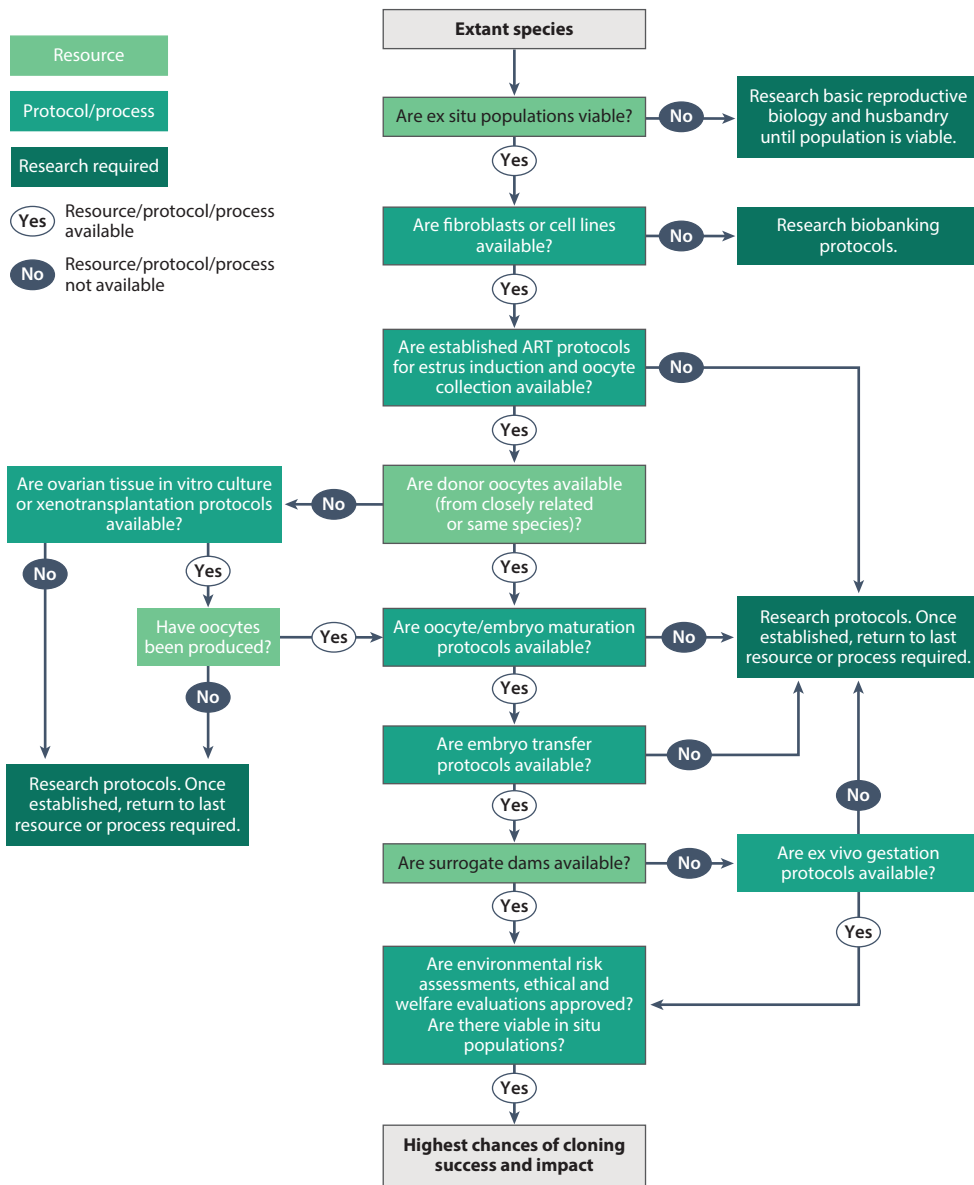 Extant species
Resource
Protocol/process
Research required
Yes
Resource/protocol/process
available
No
Resource/protocol/process
not available
Are ex situ populations viable?
No
Research basic reproductive
biology and husbandry
until population is viable.
Yes
Are fibroblasts or cell lines
available?
No
Research biobanking
protocols.
Yes
Are established ART protocols
for estrus induction and oocyte
collection available?
No
Yes
Are donor oocytes available
(from closely related
or same species)?
No
Are ovarian tissue in vitro culture
or xenotransplantation protocols
available?
No
Yes
Yes
Have oocytes
been produced?
Yes
No
Research protocols. Once
established, return to last
resource or process required.
Are oocyte/embryo maturation
protocols available?
No
Research protocols. Once
established, return to last
resource or process required.
Yes
Are embryo transfer
protocols available?
No
Yes
Are surrogate dams available?
No
Are ex vivo gestation
protocols available?
No
Yes
Yes
Are environmental risk
assessments, ethical and
welfare evaluations approved?
Are there viable in situ
populations?
Yes
Highest chances of cloning
success and impact